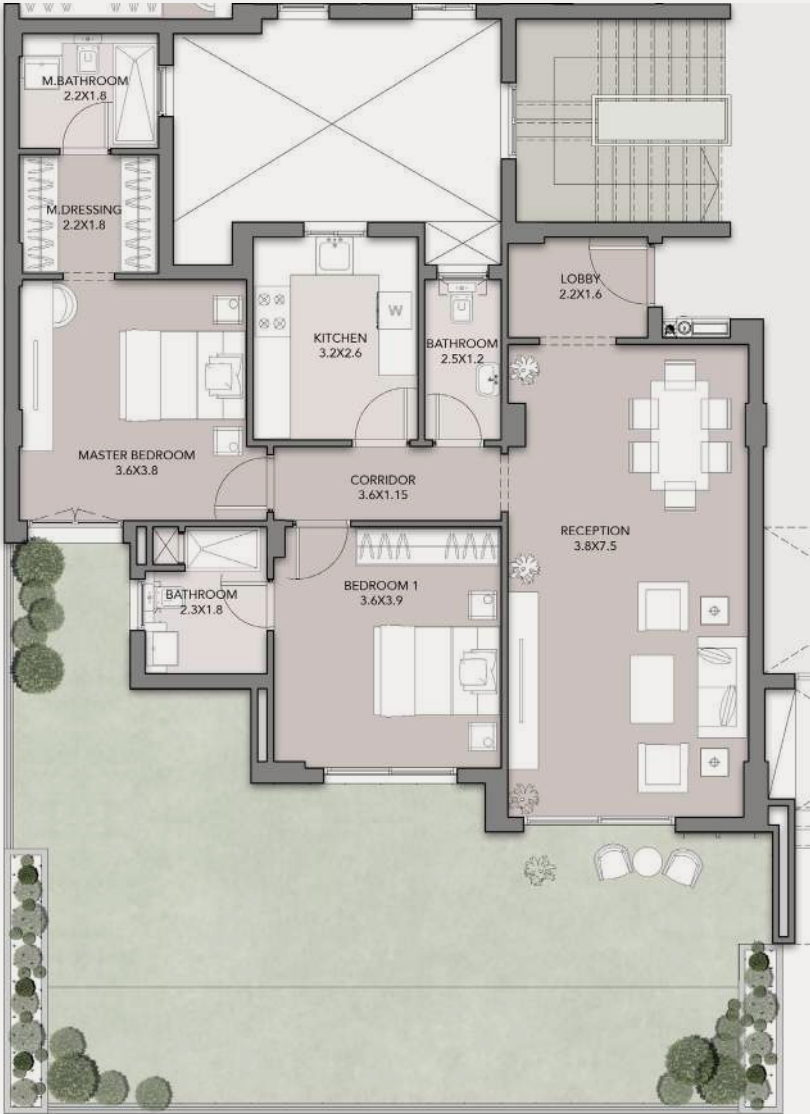 M.BATHROOM
2.2X1.8
M.DRESSING
2.2X1.8
LOBBY
2.2X1.6
KITCHEN
3.2X2.6
W
BATHROOM
2.5X1.2
MASTER BEDROOM
3.6X3.8
CORRIDOR
3.6X1.15
RECEPTION
3.8X7.5
BEDROOM 1
3.6X3.9
BATHROOM
2.3X1.8